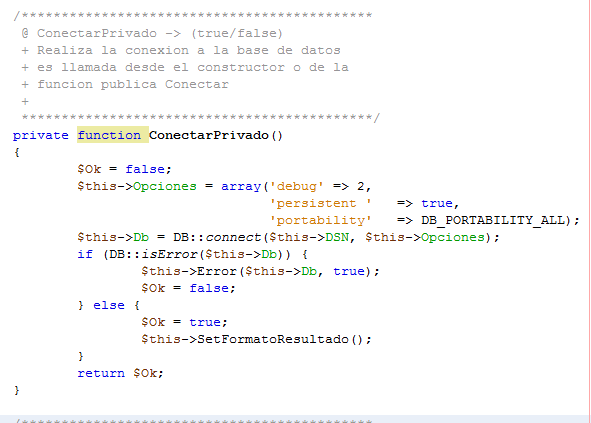 /********************************************
@ ConectarPrivado -> (true/false)
+ Realiza la conexion a la base de datos
+ es llamada desde el constructor o de la
+ funcion publica Conectar
+
********************************************/
private function ConectarPrivado()
{
$Ok = false;
$this->Opciones = array('debug' => 2,
'persistent ' => true,
'portability' => DB_PORTABILITY_ALL);
$this->Db = DB::connect($this->DSN, $this->Opciones);
if (DB::isError($this->Db)) {
$this->Error($this->Db, true);
$Ok = false;
} else {
$Ok = true;
$this->SetFormatoResultado();
}
return $Ok;
}
/********************************************